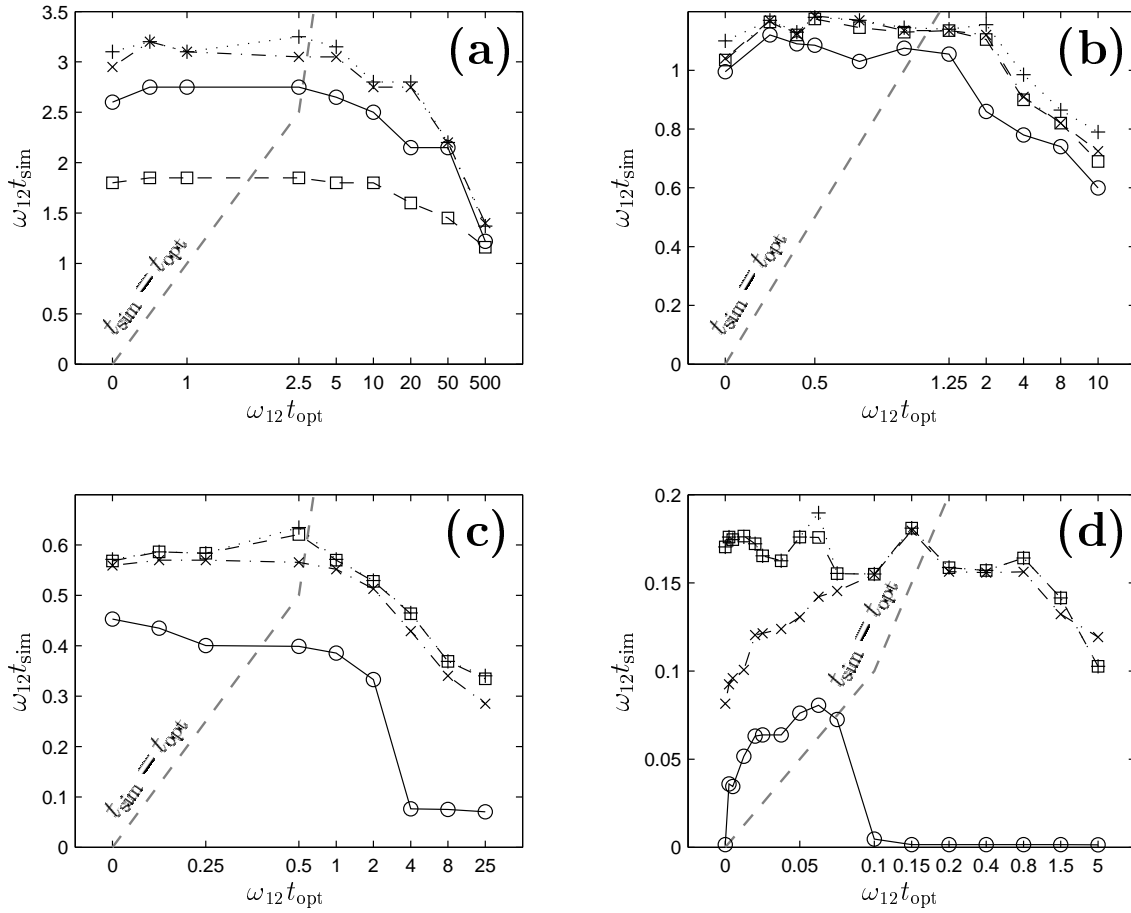 (a)
3.5
3
2.5
2
1.5
1
0.5
0
ω12tsim
tsim = topt
0 1 2.5 5 10 20 50 500
ω12topt
(b)
1
0.8
0.6
0.4
0.2
0
ω12tsim
tsim = topt
0 0.5 1.25 2 4 8 10
ω12topt
(c)
0.6
0.5
0.4
0.3
0.2
0.1
0
ω12tsim
tsim = topt
0 0.25 0.5 1 2 4 8 25
ω12topt
(d)
0.2
0.15
0.1
0.05
0
ω12tsim
tsim = topt
0 0.05 0.1 0.15 0.2 0.4 0.8 1.5 5
ω12topt